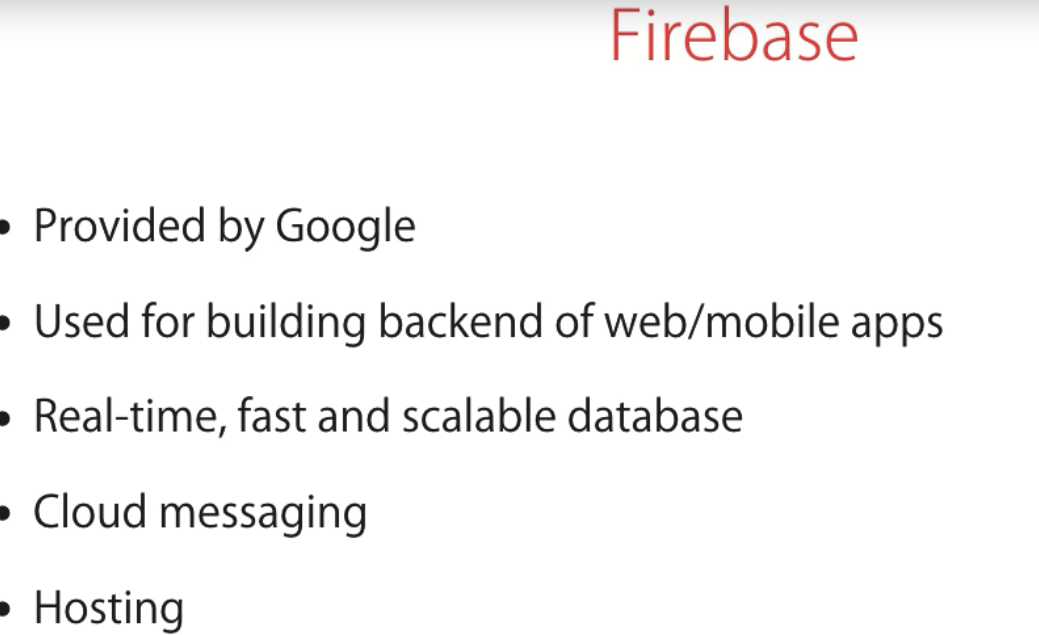 Firebase
• Provided by Google
• Used for building backend of web/mobile apps
• Real-time, fast and scalable database
• Cloud messaging
• Hosting